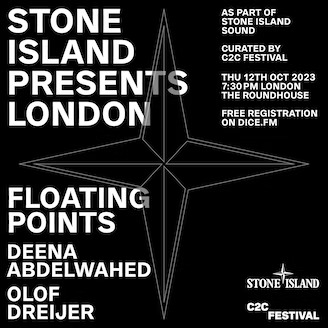 STONE
ISLAND
PRESENTS
LONDON
AS PART OF
STONE ISLAND
SOUND
CURATED BY
C2C FESTIVAL
THU 12TH OCT 2023
7:30PM LONDON
THE ROUNDHOUSE
FREE REGISTRATION
ON DICE.FM
FLOATING
POINTS
DEENA
ABDELWAHED
OLOF
DREIJER
STONE ISLAND
C2C
FESTIVAL